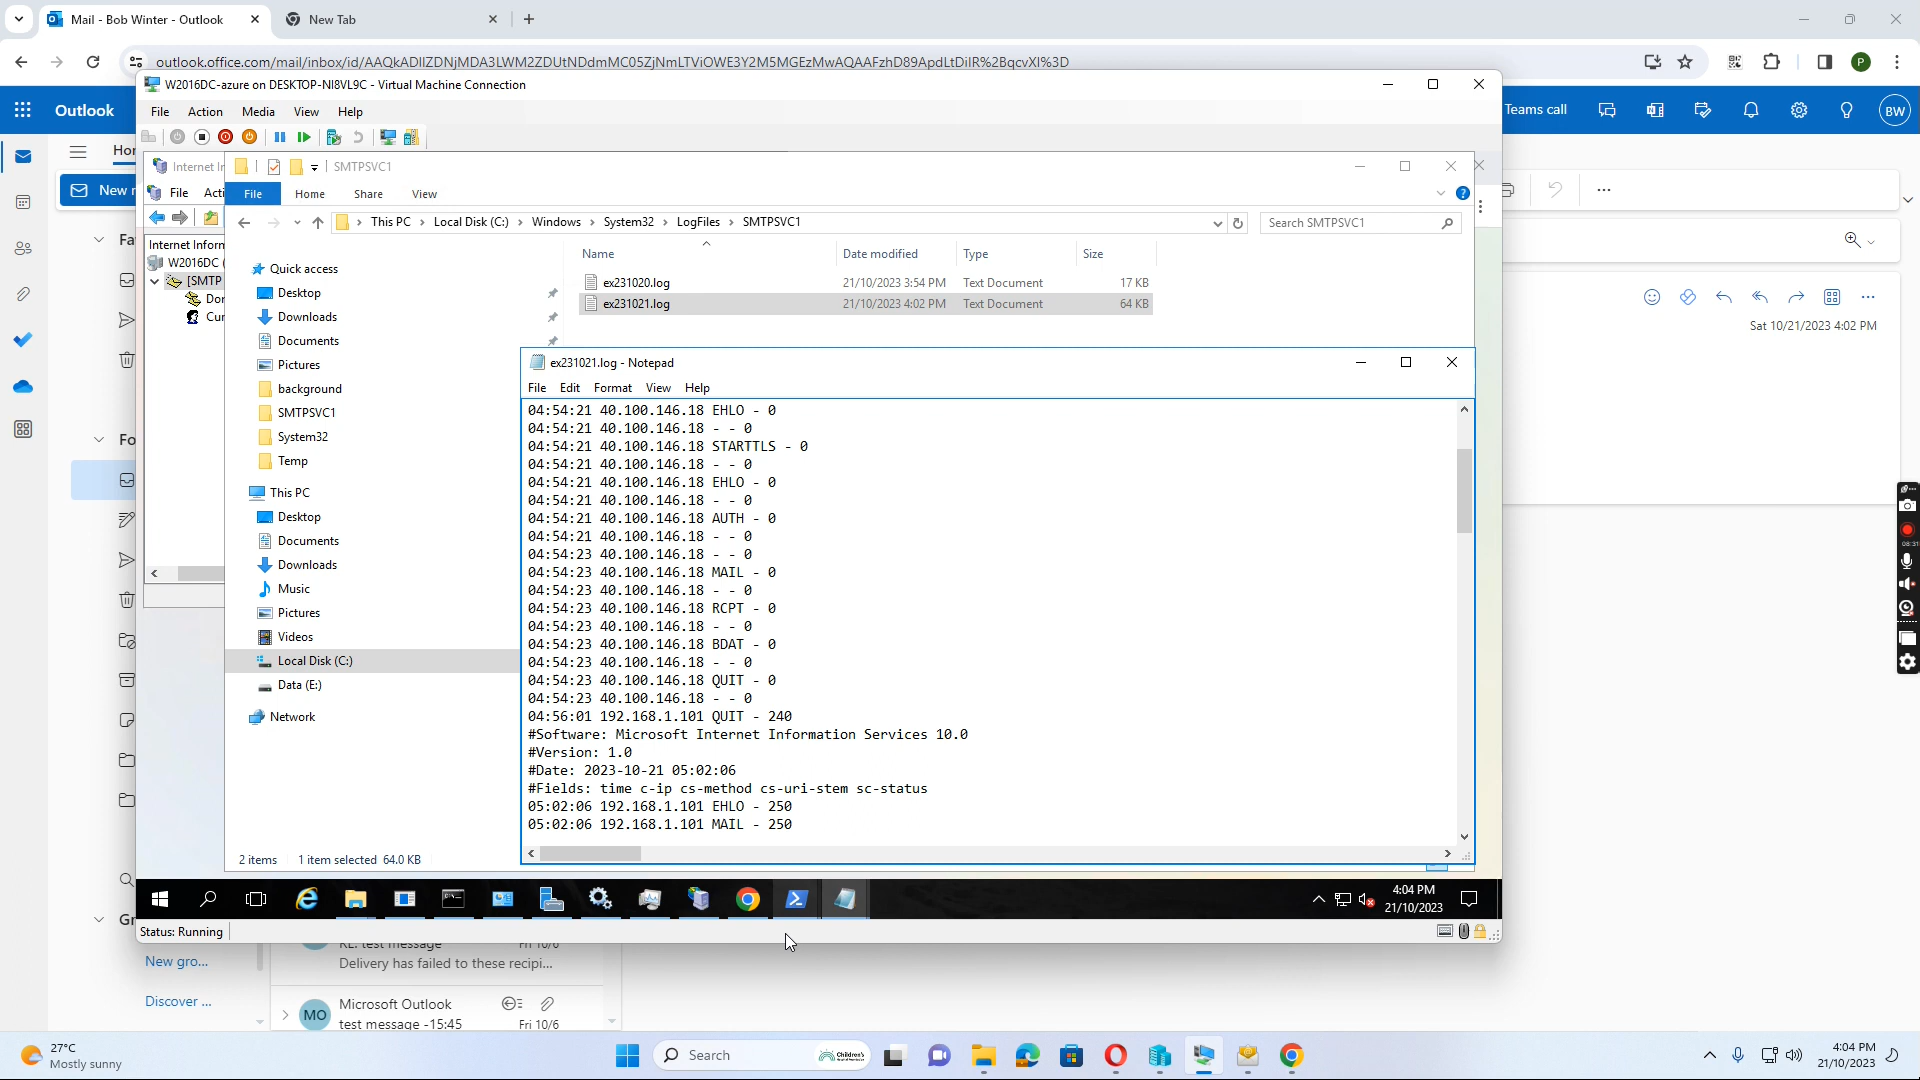 Mail - Bob Winter - Outlook
New Tab
outlook.office.com/mail/inbox/id/AAQkADIIZDNjMDA3LWM2ZDUtNDdmMC05ZjNmLTViOWE3Y2M5MGEzMwAQAAFzhD89ApdLtDiIR%2BqcvXI%3D
P
W2016DC-azure on DESKTOP-NI8VL9C - Virtual Machine Connection
Outlook
Teams call
BW
File Action Media View Help
Internet In
SMTPSVC1
New
File Acti
File Home Share View
This PC > Local Disk (C:) > Windows > System32 > LogFiles > SMTPSVC1
Search SMTPSVC1
Internet Inform
W2016DC (
[SMTP
Quick access
Desktop
Downloads
Documents
Pictures
background
SMTPSVC1
System32
Temp
This PC
Desktop
Documents
Downloads
Music
Pictures
Videos
Local Disk (C:)
Data (E:)
Network
Name Date modified Type Size
ex231020.log 21/10/2023 3:54 PM Text Document 17 KB
ex231021.log 21/10/2023 4:02 PM Text Document 64 KB
Sat 10/21/2023 4:02 PM
ex231021.log - Notepad
File Edit Format View Help
04:54:21 40.100.146.18 EHLO - 0
04:54:21 40.100.146.18 - - 0
04:54:21 40.100.146.18 STARTTLS - 0
04:54:21 40.100.146.18 - - 0
04:54:21 40.100.146.18 EHLO - 0
04:54:21 40.100.146.18 - - 0
04:54:21 40.100.146.18 AUTH - 0
04:54:21 40.100.146.18 - - 0
04:54:23 40.100.146.18 - - 0
04:54:23 40.100.146.18 MAIL - 0
04:54:23 40.100.146.18 - - 0
04:54:23 40.100.146.18 RCPT - 0
04:54:23 40.100.146.18 - - 0
04:54:23 40.100.146.18 BDAT - 0
04:54:23 40.100.146.18 - - 0
04:54:23 40.100.146.18 QUIT - 0
04:54:23 40.100.146.18 - - 0
04:56:01 192.168.1.101 QUIT - 240
#Software: Microsoft Internet Information Services 10.0
#Version: 1.0
#Date: 2023-10-21 05:02:06
#Fields: time c-ip cs-method cs-uri-stem sc-status
05:02:06 192.168.1.101 EHLO - 250
05:02:06 192.168.1.101 MAIL - 250
2 items 1 item selected 64.0 KB
4:04 PM
21/10/2023
Status: Running
New gro...
Discover ...
RE: test message Fri 10/6
Delivery has failed to these recipi...
MO
Microsoft Outlook
test message -15:45 Fri 10/6
27°C
Mostly sunny
Search
4:04 PM
21/10/2023